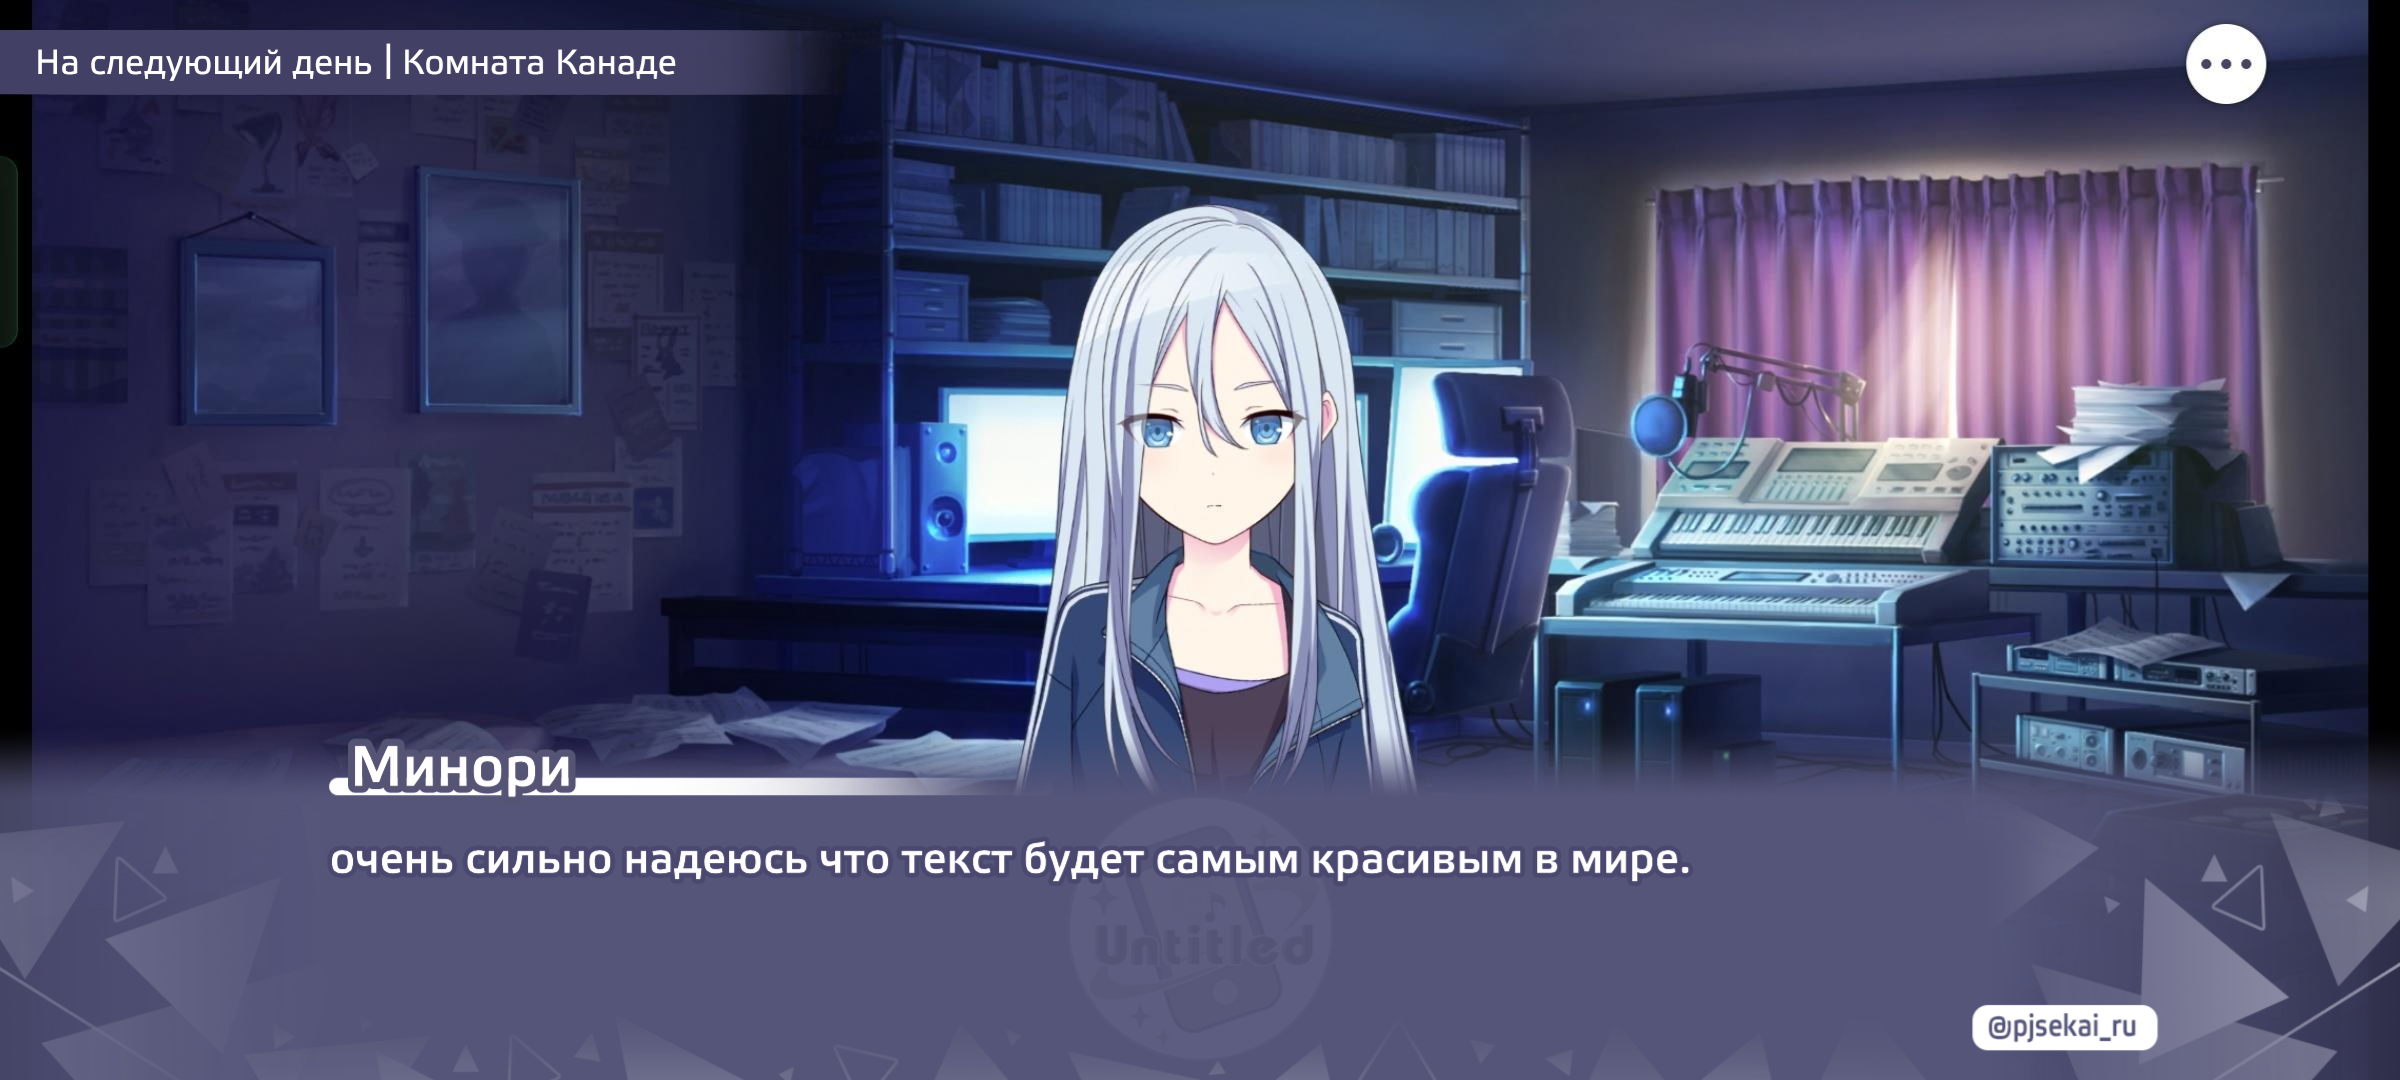 На следующий день | Комната Канаде
Минори
очень сильно надеюсь что текст будет самым красивым в мире.
Untitled
@pjsekai_ru